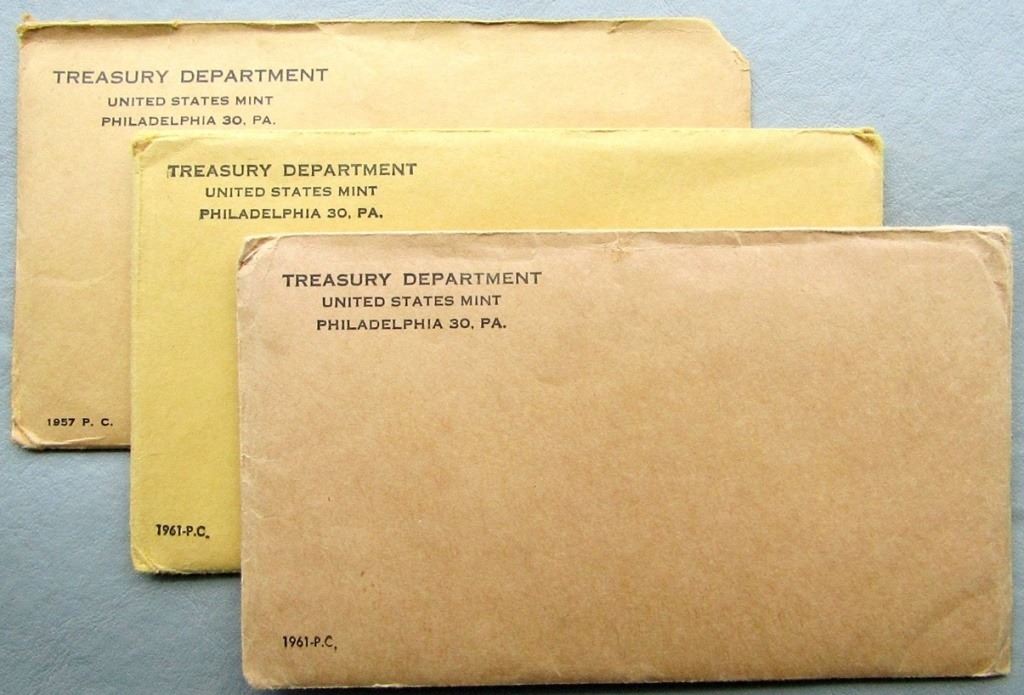 TREASURY DEPARTMENT
UNITED STATES MINT
PHILADELPHIA 30, PA.
1957 P. C.
TREASURY DEPARTMENT
UNITED STATES MINT
PHILADELPHIA 30, PA.
1961-P.C.
TREASURY DEPARTMENT
UNITED STATES MINT
PHILADELPHIA 30, PA.
1961-P.C,